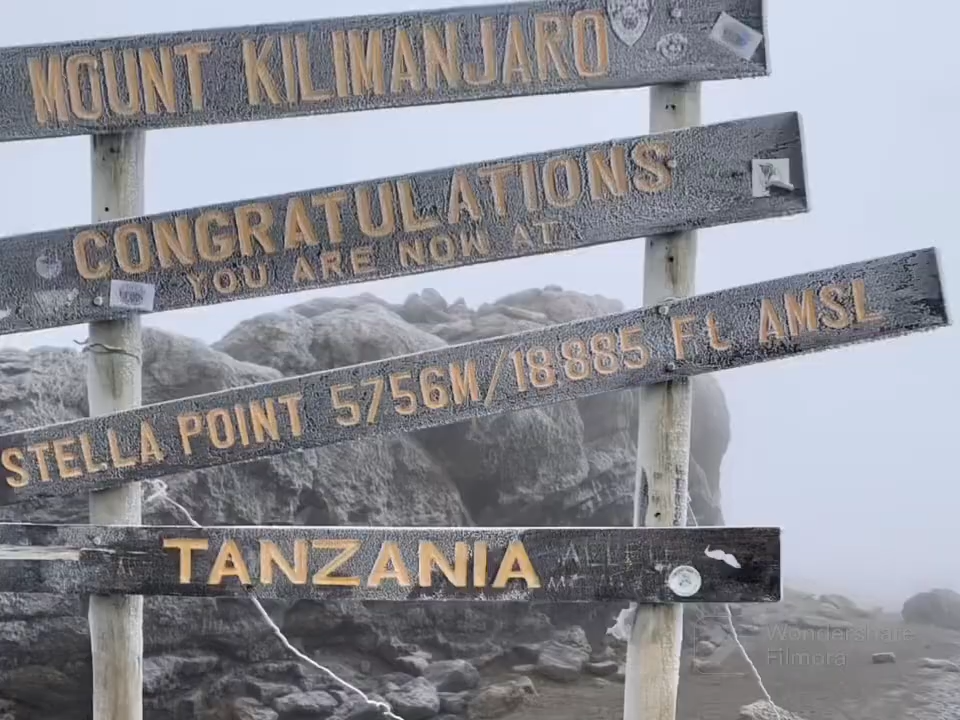 MOUNT KILIMANJARO
CONGRATULATIONS
YOU ARE NOW AT
STELLA POINT 5756M/18885 Ft AMSL
TANZANIA
Wondershare
Filmora